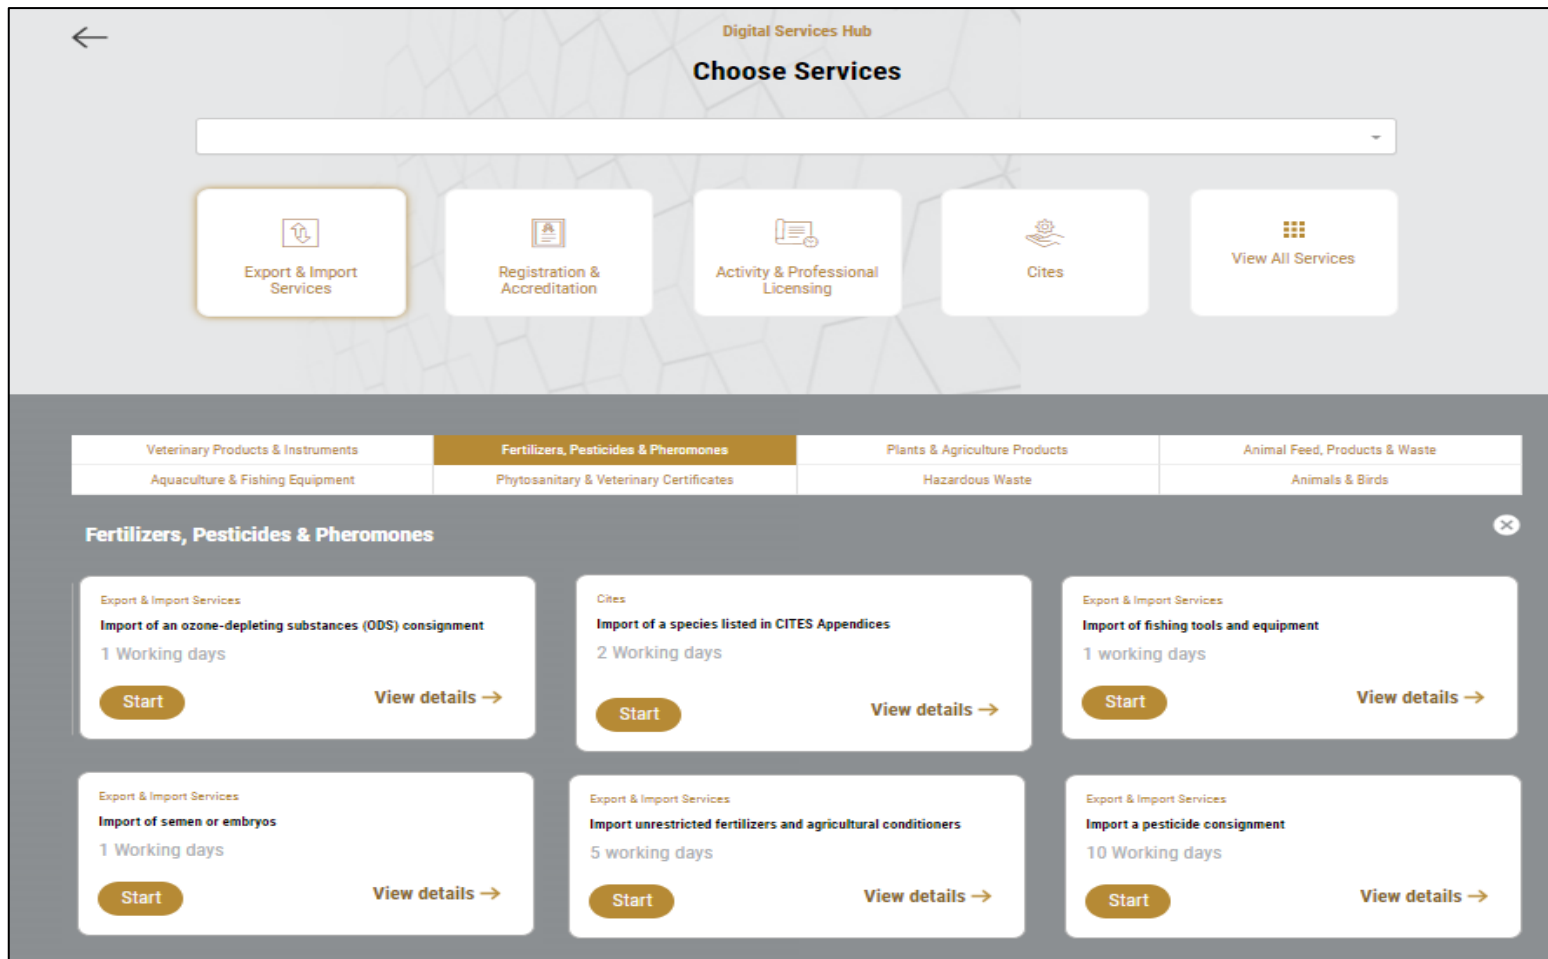 Digital Services Hub
Choose Services
Export & Import
Services
Registration &
Accreditation
Activity & Professional
Licensing
Cites
View All Services
Veterinary Products & Instruments
Fertilizers, Pesticides & Pheromones
Plants & Agriculture Products
Animal Feed, Products & Waste
Aquaculture & Fishing Equipment
Phytosanitary & Veterinary Certificates
Hazardous Waste
Animals & Birds
Fertilizers, Pesticides & Pheromones
Export & Import Services
Import of an ozone-depleting substances (ODS) consignment
1 Working days
Start
View details
Cites
Import of a species listed in CITES Appendices
2 Working days
Start
View details
Export & Import Services
Import of fishing tools and equipment
1 working days
Start
View details
Export & Import Services
Import of semen or embryos
1 Working days
Start
View details
Export & Import Services
Import unrestricted fertilizers and agricultural conditioners
5 working days
Start
View details
Export & Import Services
Import a pesticide consignment
10 Working days
Start
View details